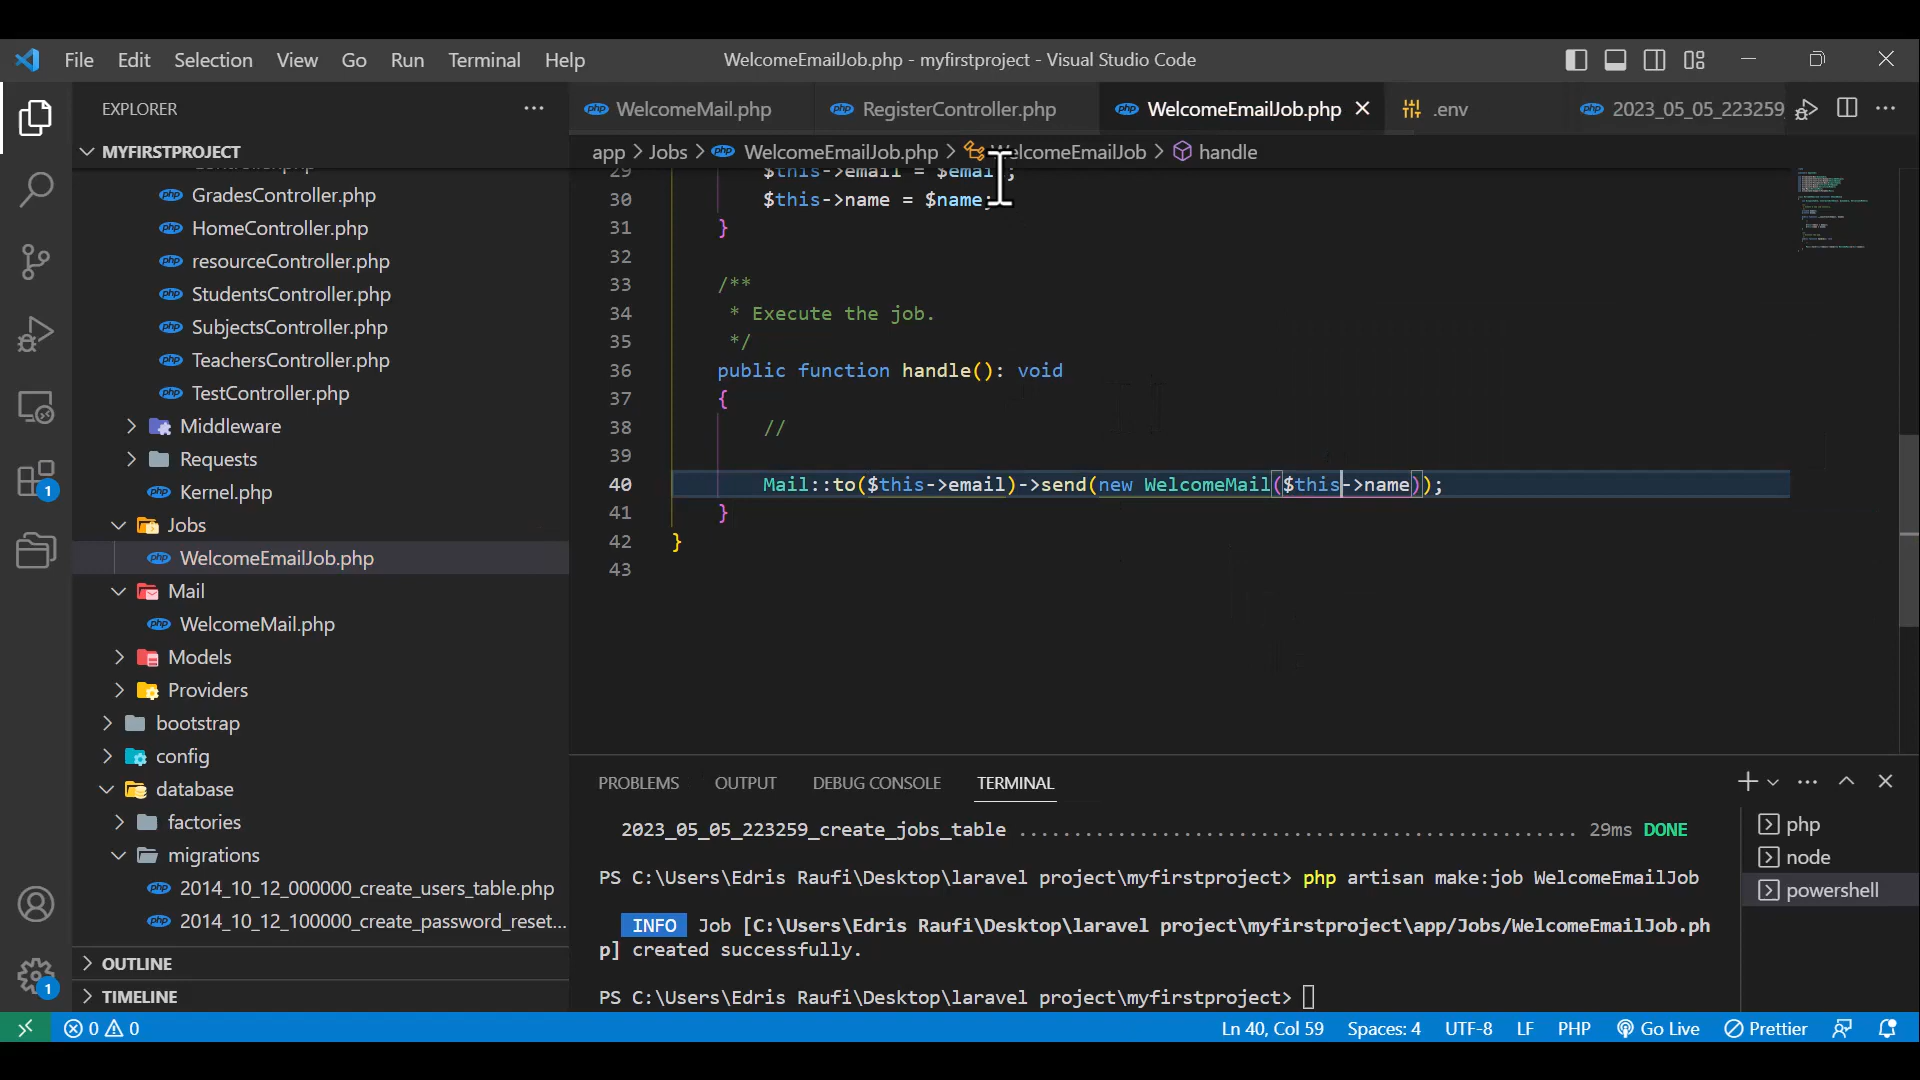 File Edit Selection View Go Run Terminal Help
WelcomeEmailJob.php - myfirstproject - Visual Studio Code
EXPLORER
MYFIRSTPROJECT
GradesController.php
HomeController.php
resourceController.php
StudentsController.php
SubjectsController.php
TeachersController.php
TestController.php
Middleware
Requests
Kernel.php
Jobs
WelcomeEmailJob.php
Mail
WelcomeMail.php
Models
Providers
bootstrap
config
database
factories
migrations
2014_10_12_000000_create_users_table.php
2014_10_12_100000_create_password_reset...
OUTLINE
TIMELINE
1
1
WelcomeMail.php RegisterController.php WelcomeEmailJob.php .env 2023_05_05_223259
app > Jobs > WelcomeEmailJob.php > WelcomeEmailJob > handle
29 $this->email = $email;
30 $this->name = $name;
31 }
32
33 /**
34 * Execute the job.
35 */
36 public function handle(): void
37 {
38 //
39
40 Mail::to($this->email)->send(new WelcomeMail($this->name));
41 }
42 }
43
PROBLEMS OUTPUT DEBUG CONSOLE TERMINAL
2023_05_05_223259_create_jobs_table ................................................ 29ms DONE
PS C:\Users\Edris Raufi\Desktop\laravel project\myfirstproject> php artisan make:job WelcomeEmailJob
INFO Job [C:\Users\Edris Raufi\Desktop\laravel project\myfirstproject\app/Jobs/WelcomeEmailJob.ph
p] created successfully.
PS C:\Users\Edris Raufi\Desktop\laravel project\myfirstproject>
php
node
powershell
0 0 Ln 40, Col 59 Spaces: 4 UTF-8 LF PHP Go Live Prettier